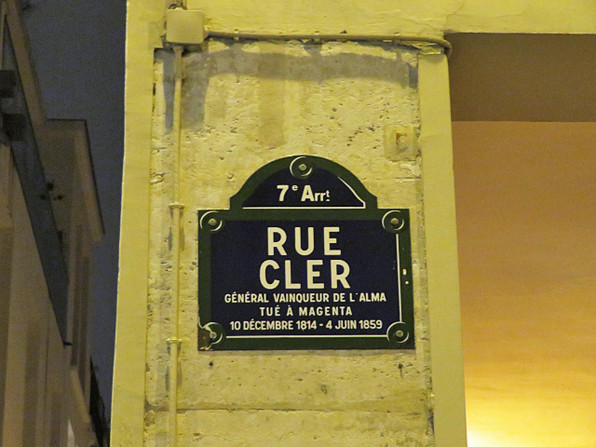 7e Arrt
RUE
CLER
GÉNÉRAL VAINQUEUR DE L'ALMA
TUÉ À MAGENTA
10 DÉCEMBRE 1814 - 4 JUIN 1859